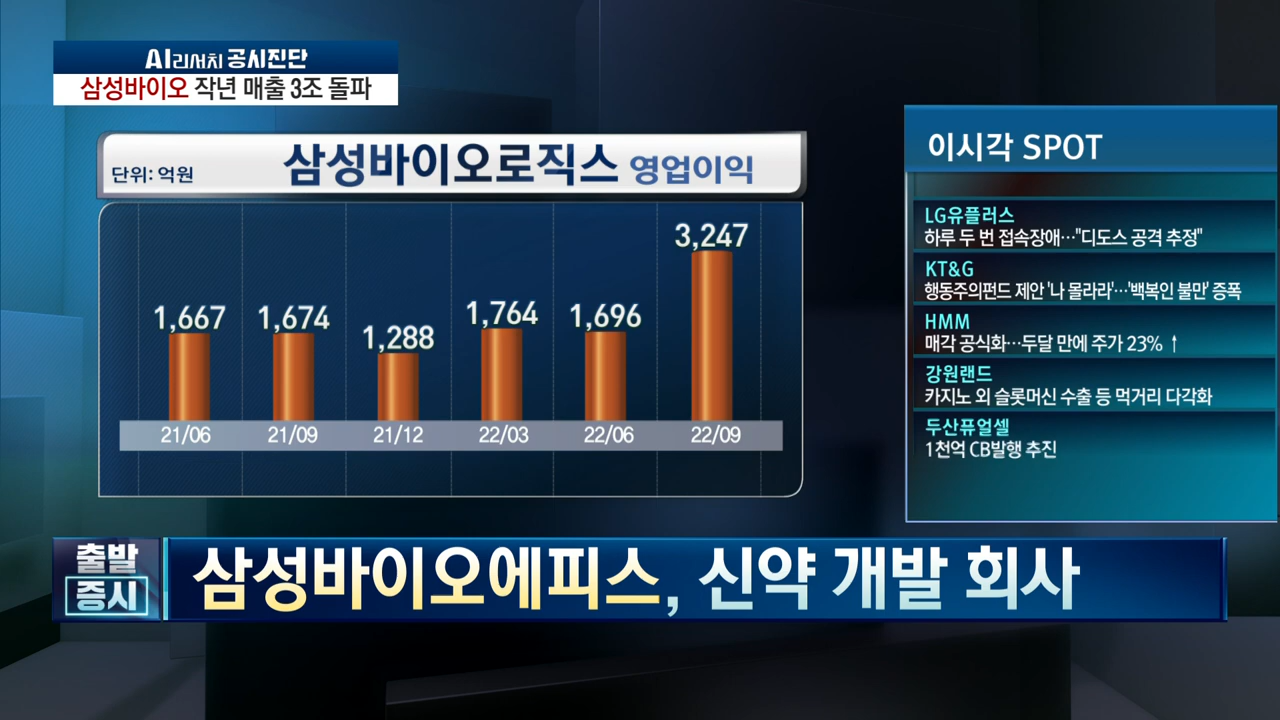 AI리서치 공시진단
삼성바이오 작년 매출 3조 돌파
단위: 억원
삼성바이오로직스 영업이익
1,667
1,674
1,288
1,764
1,696
3,247
21/06
21/09
21/12
22/03
22/06
22/09
이시각 SPOT
LG유플러스
하루 두 번 접속장애…"디도스 공격 추정"
KT&G
행동주의펀드 제안 '나 몰라라'…'백복인 불만' 증폭
HMM
매각 공식화…두달 만에 주가 23% ↑
강원랜드
카지노 외 슬롯머신 수출 등 먹거리 다각화
두산퓨얼셀
1천억 CB발행 추진
출발
증시
삼성바이오에피스, 신약 개발 회사